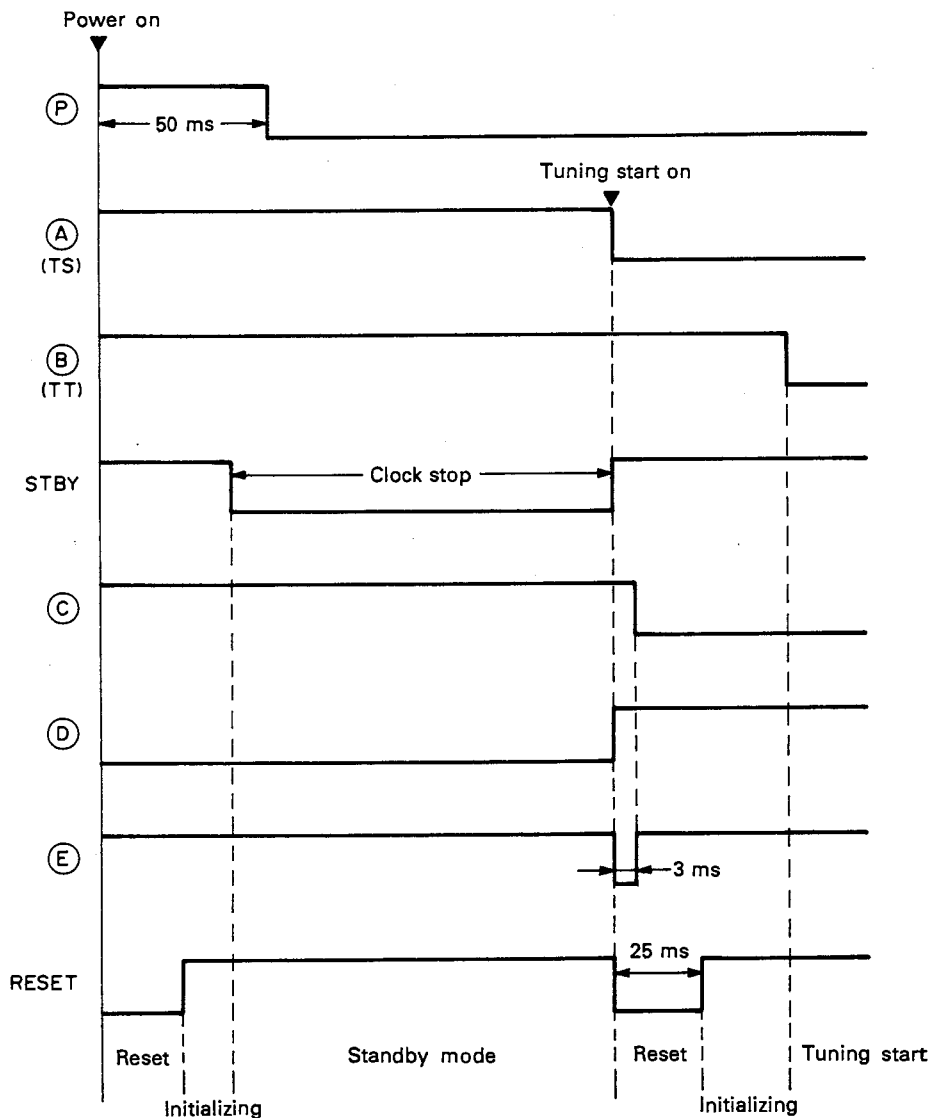 Power on
P
50 ms
Tuning start on
A
(TS)
B
(TT)
STBY
Clock stop
C
D
E
3 ms
25 ms
RESET
Reset
Standby mode
Reset
Tuning start
Initializing
Initializing